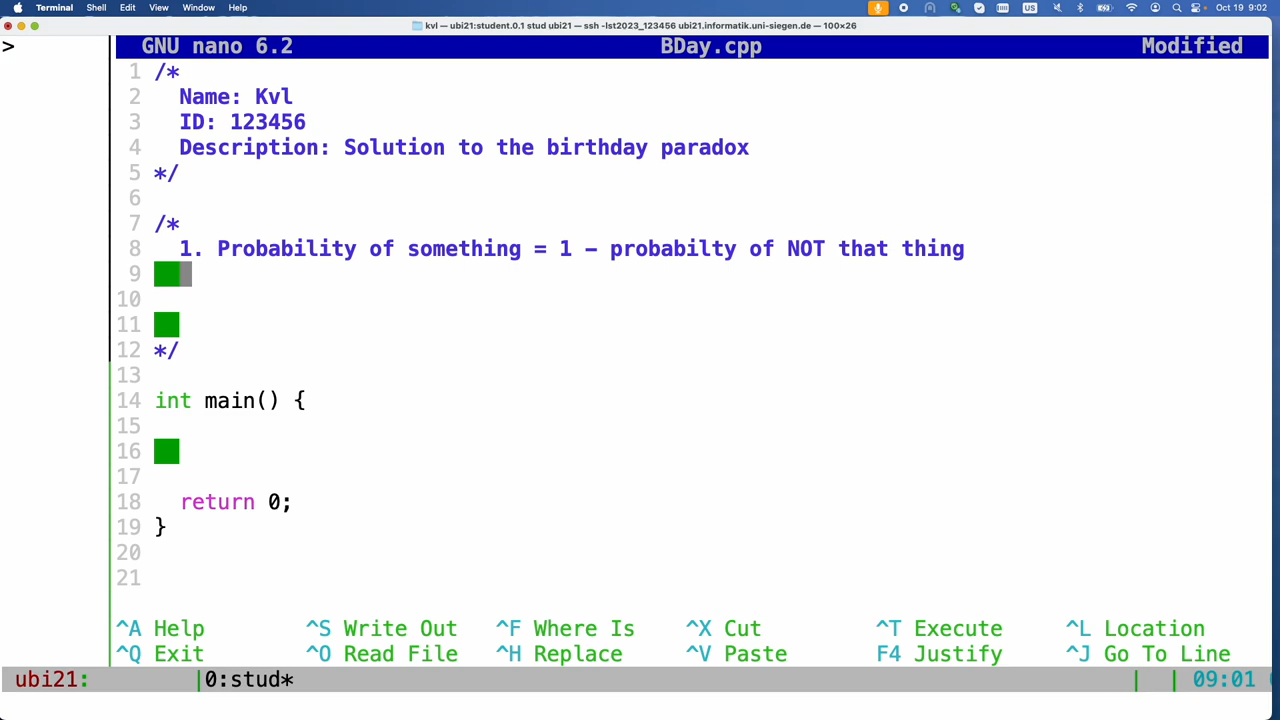 Terminal Shell Edit View Window Help US Oct 19 9:02
kvl — ubi21:student.0.1 stud ubi21 — ssh -lst2023_123456 ubi21.informatik.uni-siegen.de — 100×26
>
GNU nano 6.2 BDay.cpp Modified
1 /*
2 Name: Kvl
3 ID: 123456
4 Description: Solution to the birthday paradox
5 */
6
7 /*
8 1. Probability of something = 1 - probabilty of NOT that thing
9
10
11
12 */
13
14 int main() {
15
16
17
18 return 0;
19 }
20
21
^A Help ^S Write Out ^F Where Is ^X Cut ^T Execute ^L Location
^Q Exit ^O Read File ^H Replace ^V Paste F4 Justify ^J Go To Line
ubi21: |0:stud* | | 09:01